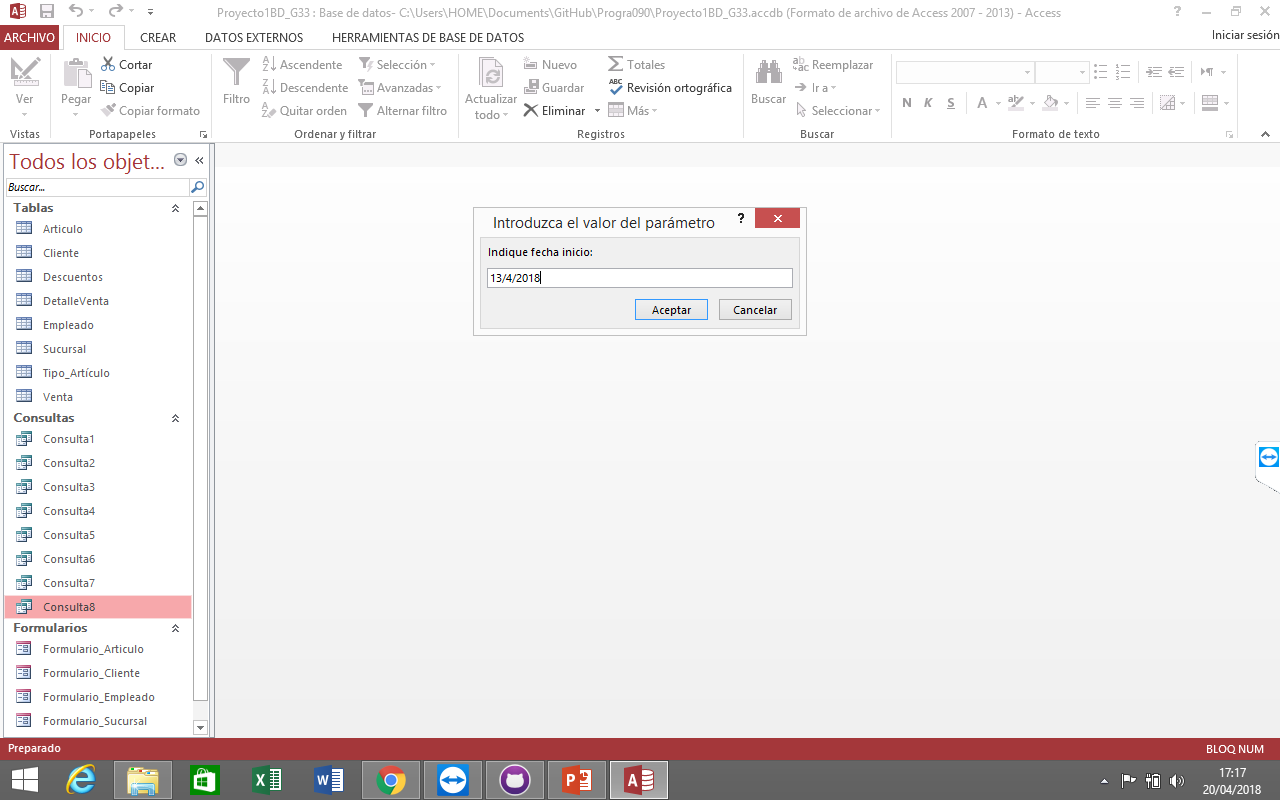 Proyecto1BD_G33 : Base de datos- C:\Users\HOME\Documents\GitHub\Progra090\Proyecto1BD_G33.accdb (Formato de archivo de Access 2007 - 2013) - Access
ARCHIVO INICIO CREAR DATOS EXTERNOS HERRAMIENTAS DE BASE DE DATOS Iniciar sesión
Ver
Vistas
Pegar
Cortar
Copiar
Copiar formato
Portapapeles
Filtro
Ascendente
Descendente
Quitar orden
Selección
Avanzadas
Alternar filtro
Ordenar y filtrar
Actualizar
todo
Nuevo
Guardar
Eliminar
Totales
ABC
Revisión ortográfica
Más
Registros
Buscar
Reemplazar
Ir a
Seleccionar
Buscar
N K S A
Formato de texto
Todos los objet...
Buscar...
Tablas
Articulo
Cliente
Descuentos
DetalleVenta
Empleado
Sucursal
Tipo_Artículo
Venta
Consultas
Consulta1
Consulta2
Consulta3
Consulta4
Consulta5
Consulta6
Consulta7
Consulta8
Formularios
Formulario_Articulo
Formulario_Cliente
Formulario_Empleado
Formulario_Sucursal
Introduzca el valor del parámetro
Indique fecha inicio:
13/4/2018
Aceptar Cancelar
Preparado BLOQ NUM
17:17
20/04/2018